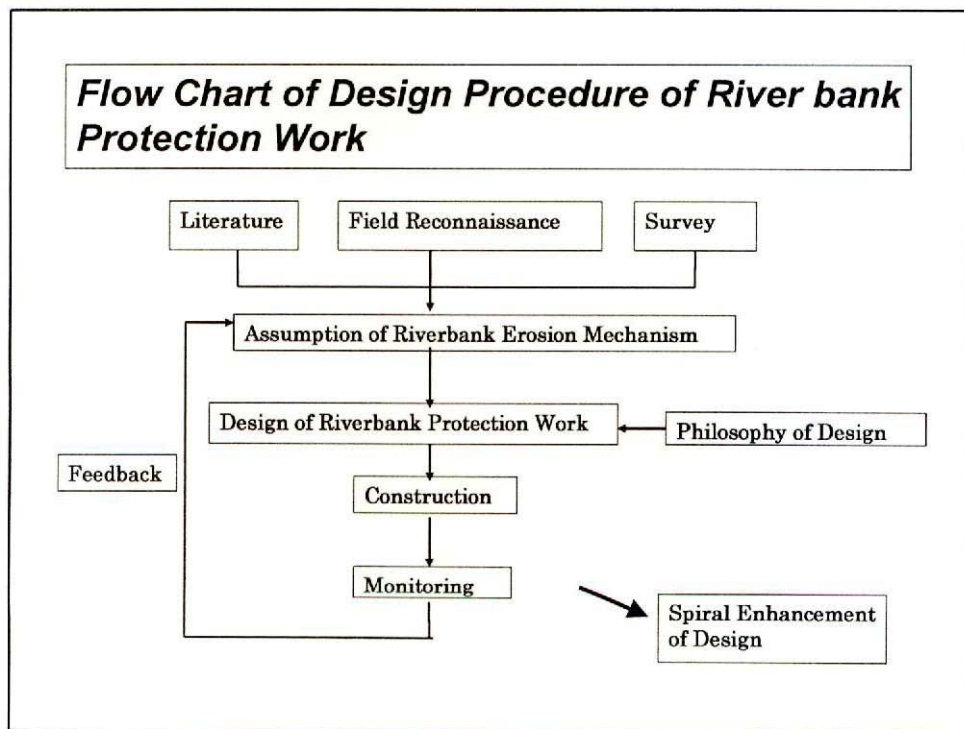 Flow Chart of Design Procedure of River bank
Protection Work
Literature
Field Reconnaissance
Survey
Assumption of Riverbank Erosion Mechanism
Design of Riverbank Protection Work
Philosophy of Design
Feedback
Construction
Monitoring
Spiral Enhancement
of Design